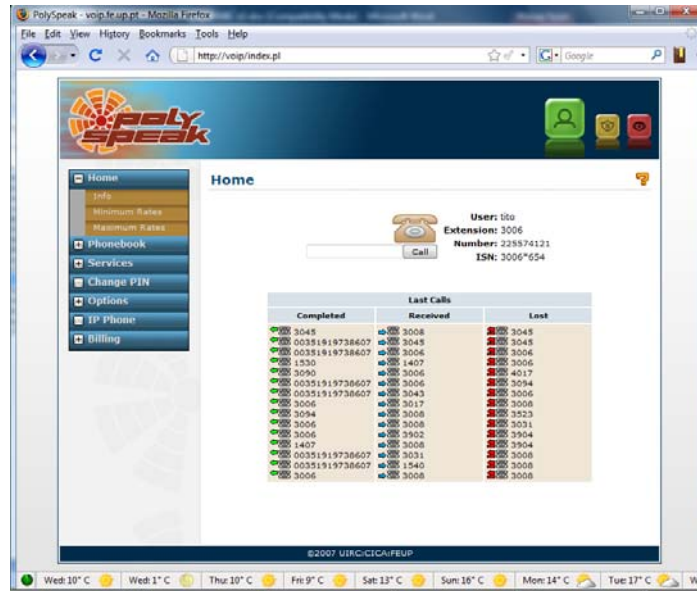 PolySpeak - voip.fe.up.pt - Mozilla Firefox
File Edit View History Bookmarks Tools Help
http://voip/index.pl
Google
poly
speak
Home
Info
Minimum Rates
Maximum Rates
Phonebook
Services
Change PIN
Options
IP Phone
Billing
Home
User: tito
Extension: 3006
Number: 225574121
ISN: 3006*654
Call
Last Calls
Completed Received Lost
3045 3008 3045
00351919738607 3045 3045
00351919738607 3006 3006
1530 1407 3006
3090 3006 4017
00351919738607 3006 3094
00351919738607 3043 3006
3006 3017 3008
3094 3008 3523
3006 3008 3031
3006 3902 3904
1407 3008 3904
00351919738607 3031 3008
00351919738607 1540 3008
3006 3008 3008
©2007 UIRC:CICA:FEUP
Wed: 10° C Wed: 1° C Thu: 10° C Fri: 9° C Sat: 13° C Sun: 16° C Mon: 14° C Tue: 17° C W